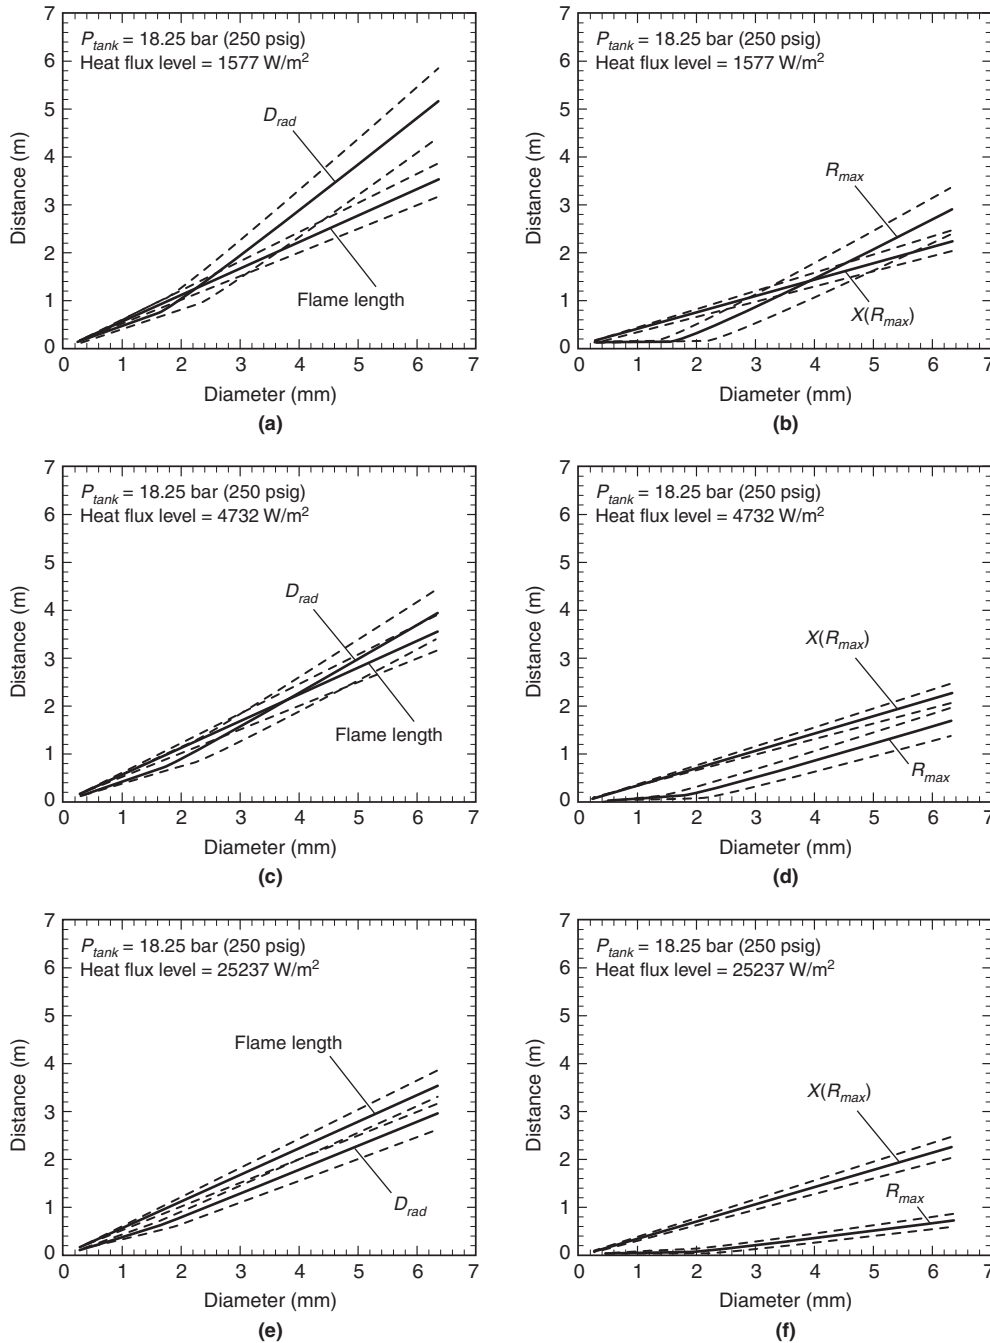 7
6
5
4
3
2
1
0
P_tank = 18.25 bar (250 psig)
Heat flux level = 1577 W/m²
D_rad
Flame length
Distance (m)
0 1 2 3 4 5 6 7
Diameter (mm)
(a)
7
6
5
4
3
2
1
0
P_tank = 18.25 bar (250 psig)
Heat flux level = 1577 W/m²
R_max
X(R_max)
Distance (m)
0 1 2 3 4 5 6 7
Diameter (mm)
(b)
7
6
5
4
3
2
1
0
P_tank = 18.25 bar (250 psig)
Heat flux level = 4732 W/m²
D_rad
Flame length
Distance (m)
0 1 2 3 4 5 6 7
Diameter (mm)
(c)
7
6
5
4
3
2
1
0
P_tank = 18.25 bar (250 psig)
Heat flux level = 4732 W/m²
X(R_max)
R_max
Distance (m)
0 1 2 3 4 5 6 7
Diameter (mm)
(d)
7
6
5
4
3
2
1
0
P_tank = 18.25 bar (250 psig)
Heat flux level = 25237 W/m²
Flame length
D_rad
Distance (m)
0 1 2 3 4 5 6 7
Diameter (mm)
(e)
7
6
5
4
3
2
1
0
P_tank = 18.25 bar (250 psig)
Heat flux level = 25237 W/m²
X(R_max)
R_max
Distance (m)
0 1 2 3 4 5 6 7
Diameter (mm)
(f)